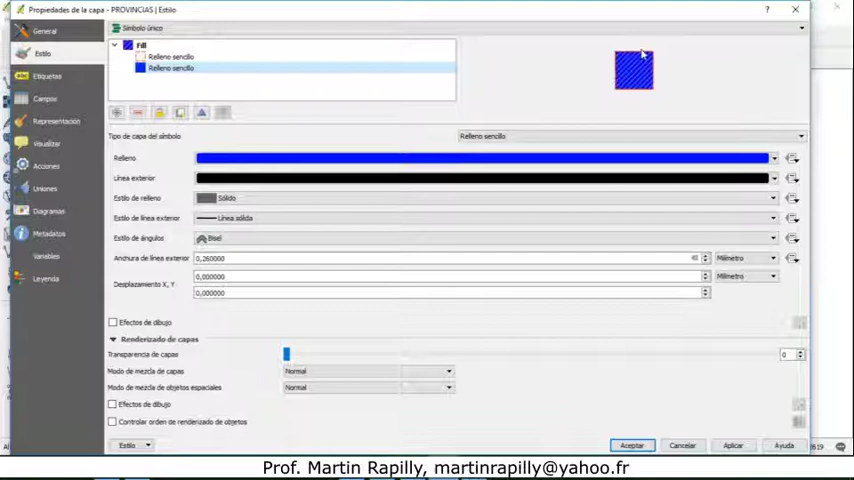 Propiedades de la capa - PROVINCIAS | Estilo
General
Estilo
Etiquetas
Campos
Representación
Visualizar
Acciones
Uniones
Diagramas
Metadatos
Variables
Leyenda
Símbolo único
Fill
Relleno sencillo
Relleno sencillo
Tipo de capa del símbolo
Relleno sencillo
Relleno
Línea exterior
Estilo de relleno
Sólido
Estilo de línea exterior
Línea sólida
Estilo de ángulos
Bisel
Anchura de línea exterior
0,260000
Milímetro
Desplazamiento X, Y
0,000000
0,000000
Milímetro
Efectos de dibujo
Renderizado de capas
Transparencia de capas
0
Modo de mezcla de capas
Normal
Modo de mezcla de objetos espaciales
Normal
Efectos de dibujo
Controlar orden de renderizado de objetos
Estilo
Aceptar
Cancelar
Aplicar
Ayuda
Prof. Martin Rapilly, martinrapilly@yahoo.fr